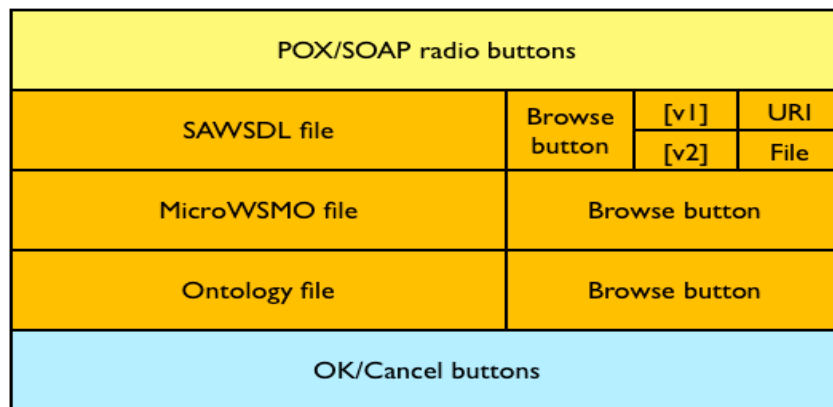 POX/SOAP radio buttons
SAWSDL file
Browse
button
[v1]
URI
[v2]
File
MicroWSMO file
Browse button
Ontology file
Browse button
OK/Cancel buttons